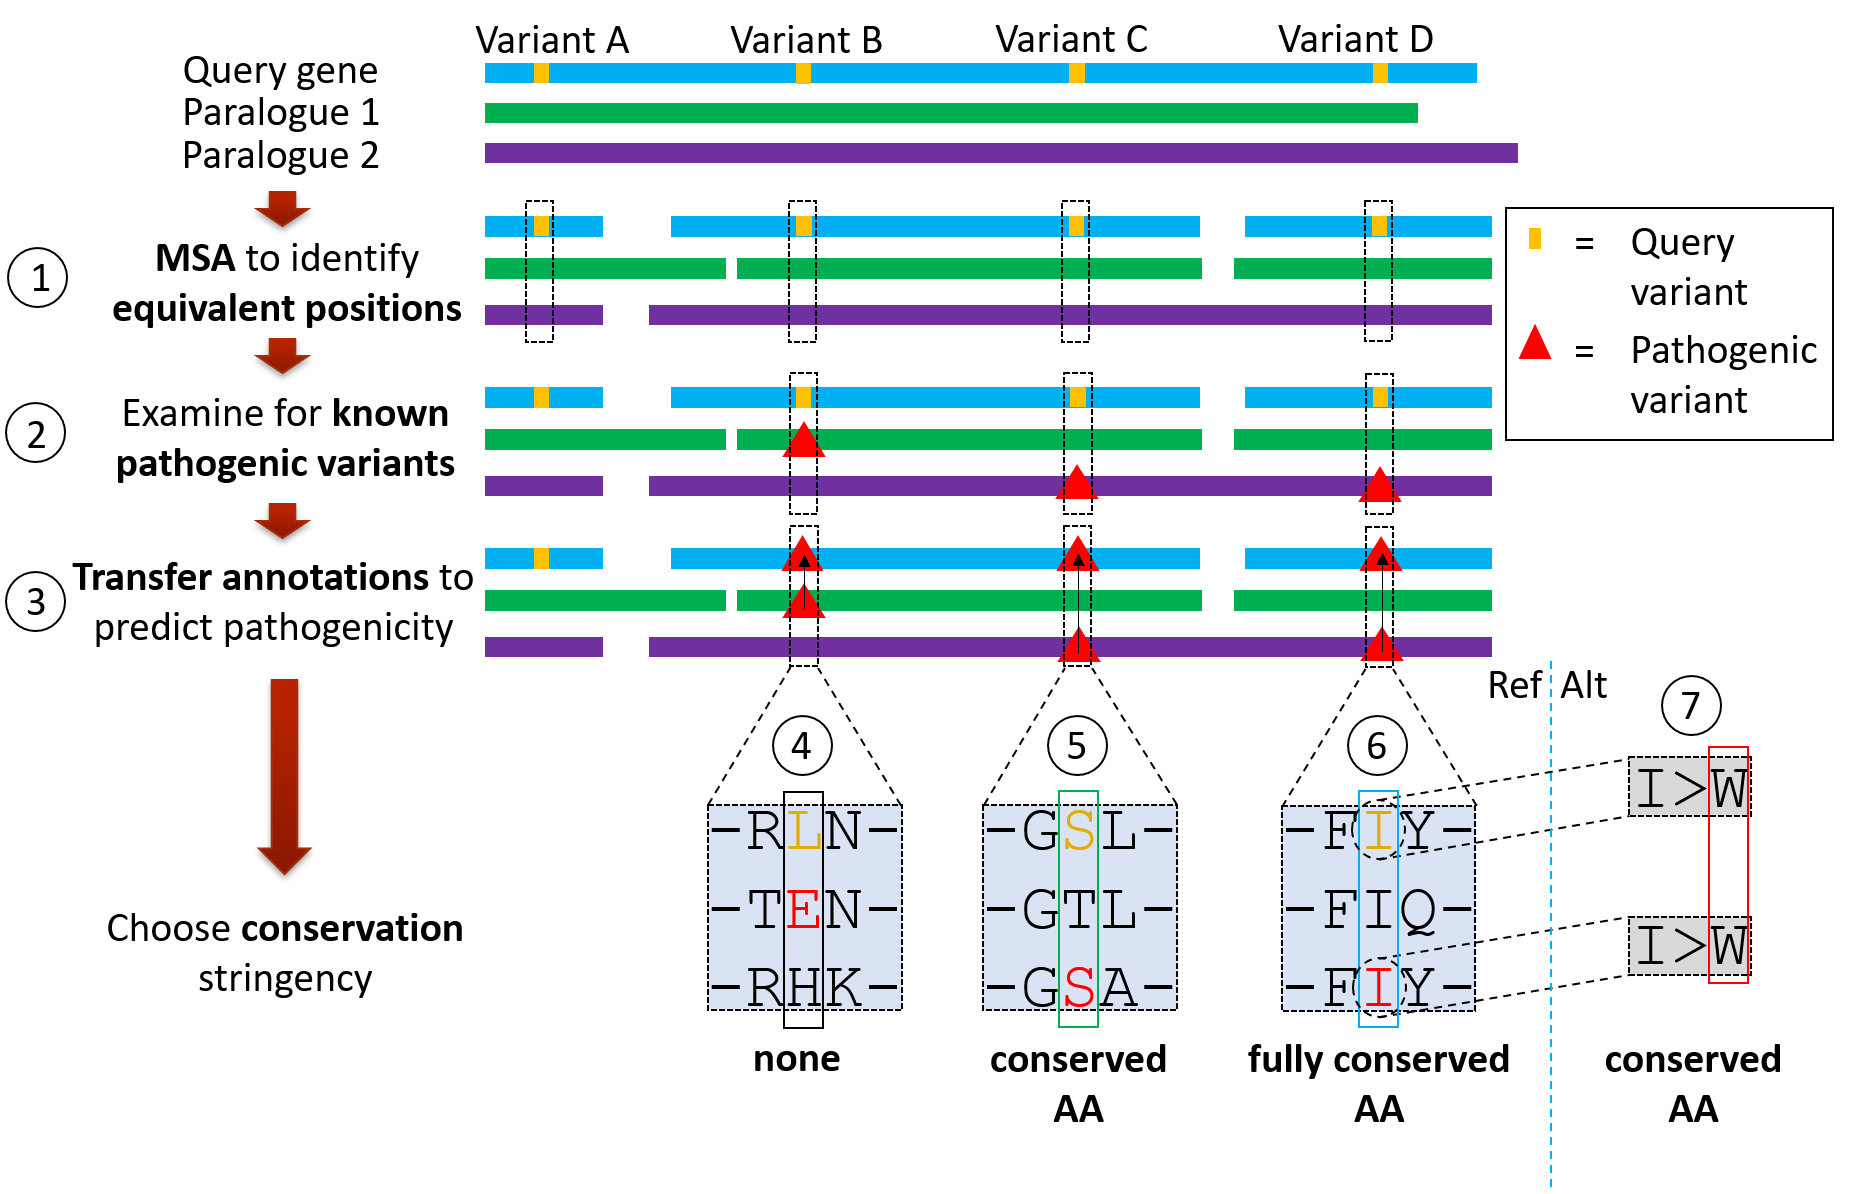 Variant A Variant B Variant C Variant D
Query gene
Paralogue 1
Paralogue 2
1
MSA to identify
equivalent positions
= Query
variant
= Pathogenic
variant
2
Examine for known
pathogenic variants
3
Transfer annotations to
predict pathogenicity
Ref Alt
4 5 6 7
Choose conservation
stringency
–RLN–
–TEN–
–RHK–
none
–GSL–
–GTL–
–GSA–
conserved
AA
–FIY–
–FIQ–
–FIY–
fully conserved
AA
I>W
I>W
conserved
AA